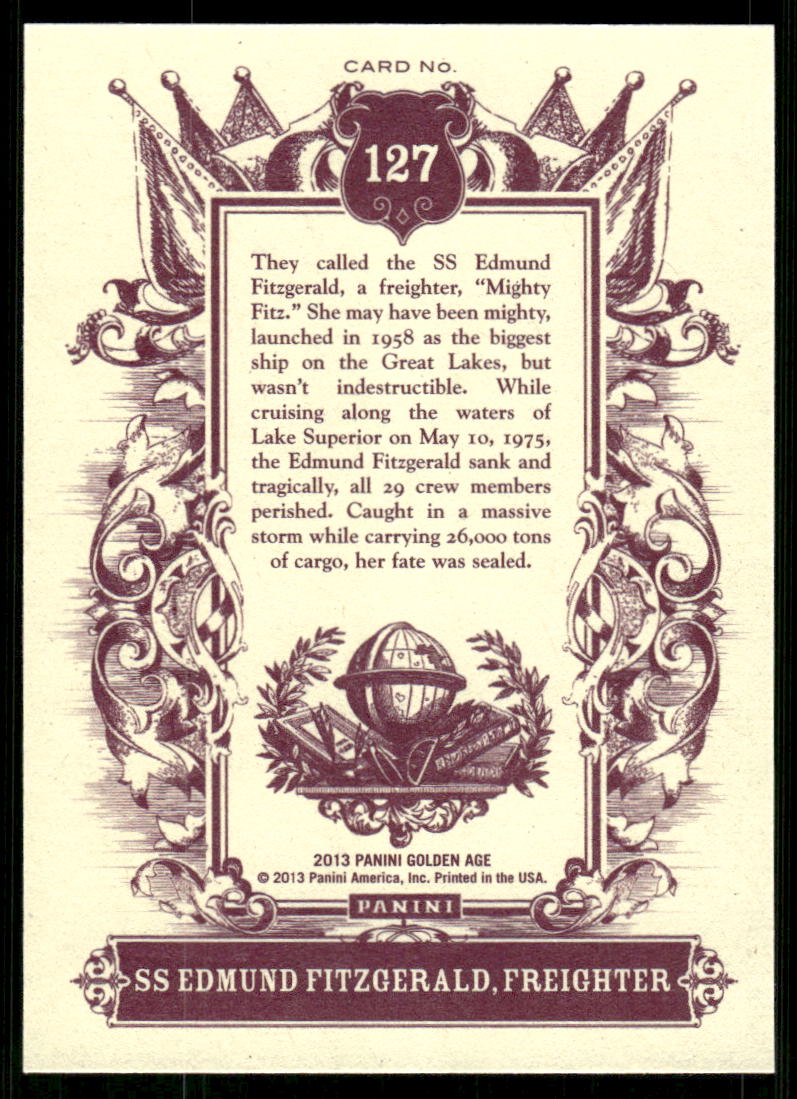 CARD No.
127
They called the SS Edmund
Fitzgerald, a freighter, “Mighty
Fitz.” She may have been mighty,
launched in 1958 as the biggest
ship on the Great Lakes, but
wasn’t indestructible. While
cruising along the waters of
Lake Superior on May 10, 1975,
the Edmund Fitzgerald sank and
tragically, all 29 crew members
perished. Caught in a massive
storm while carrying 26,000 tons
of cargo, her fate was sealed.
2013 PANINI GOLDEN AGE
© 2013 Panini America, Inc. Printed in the USA.
PANINI
SS EDMUND FITZGERALD, FREIGHTER